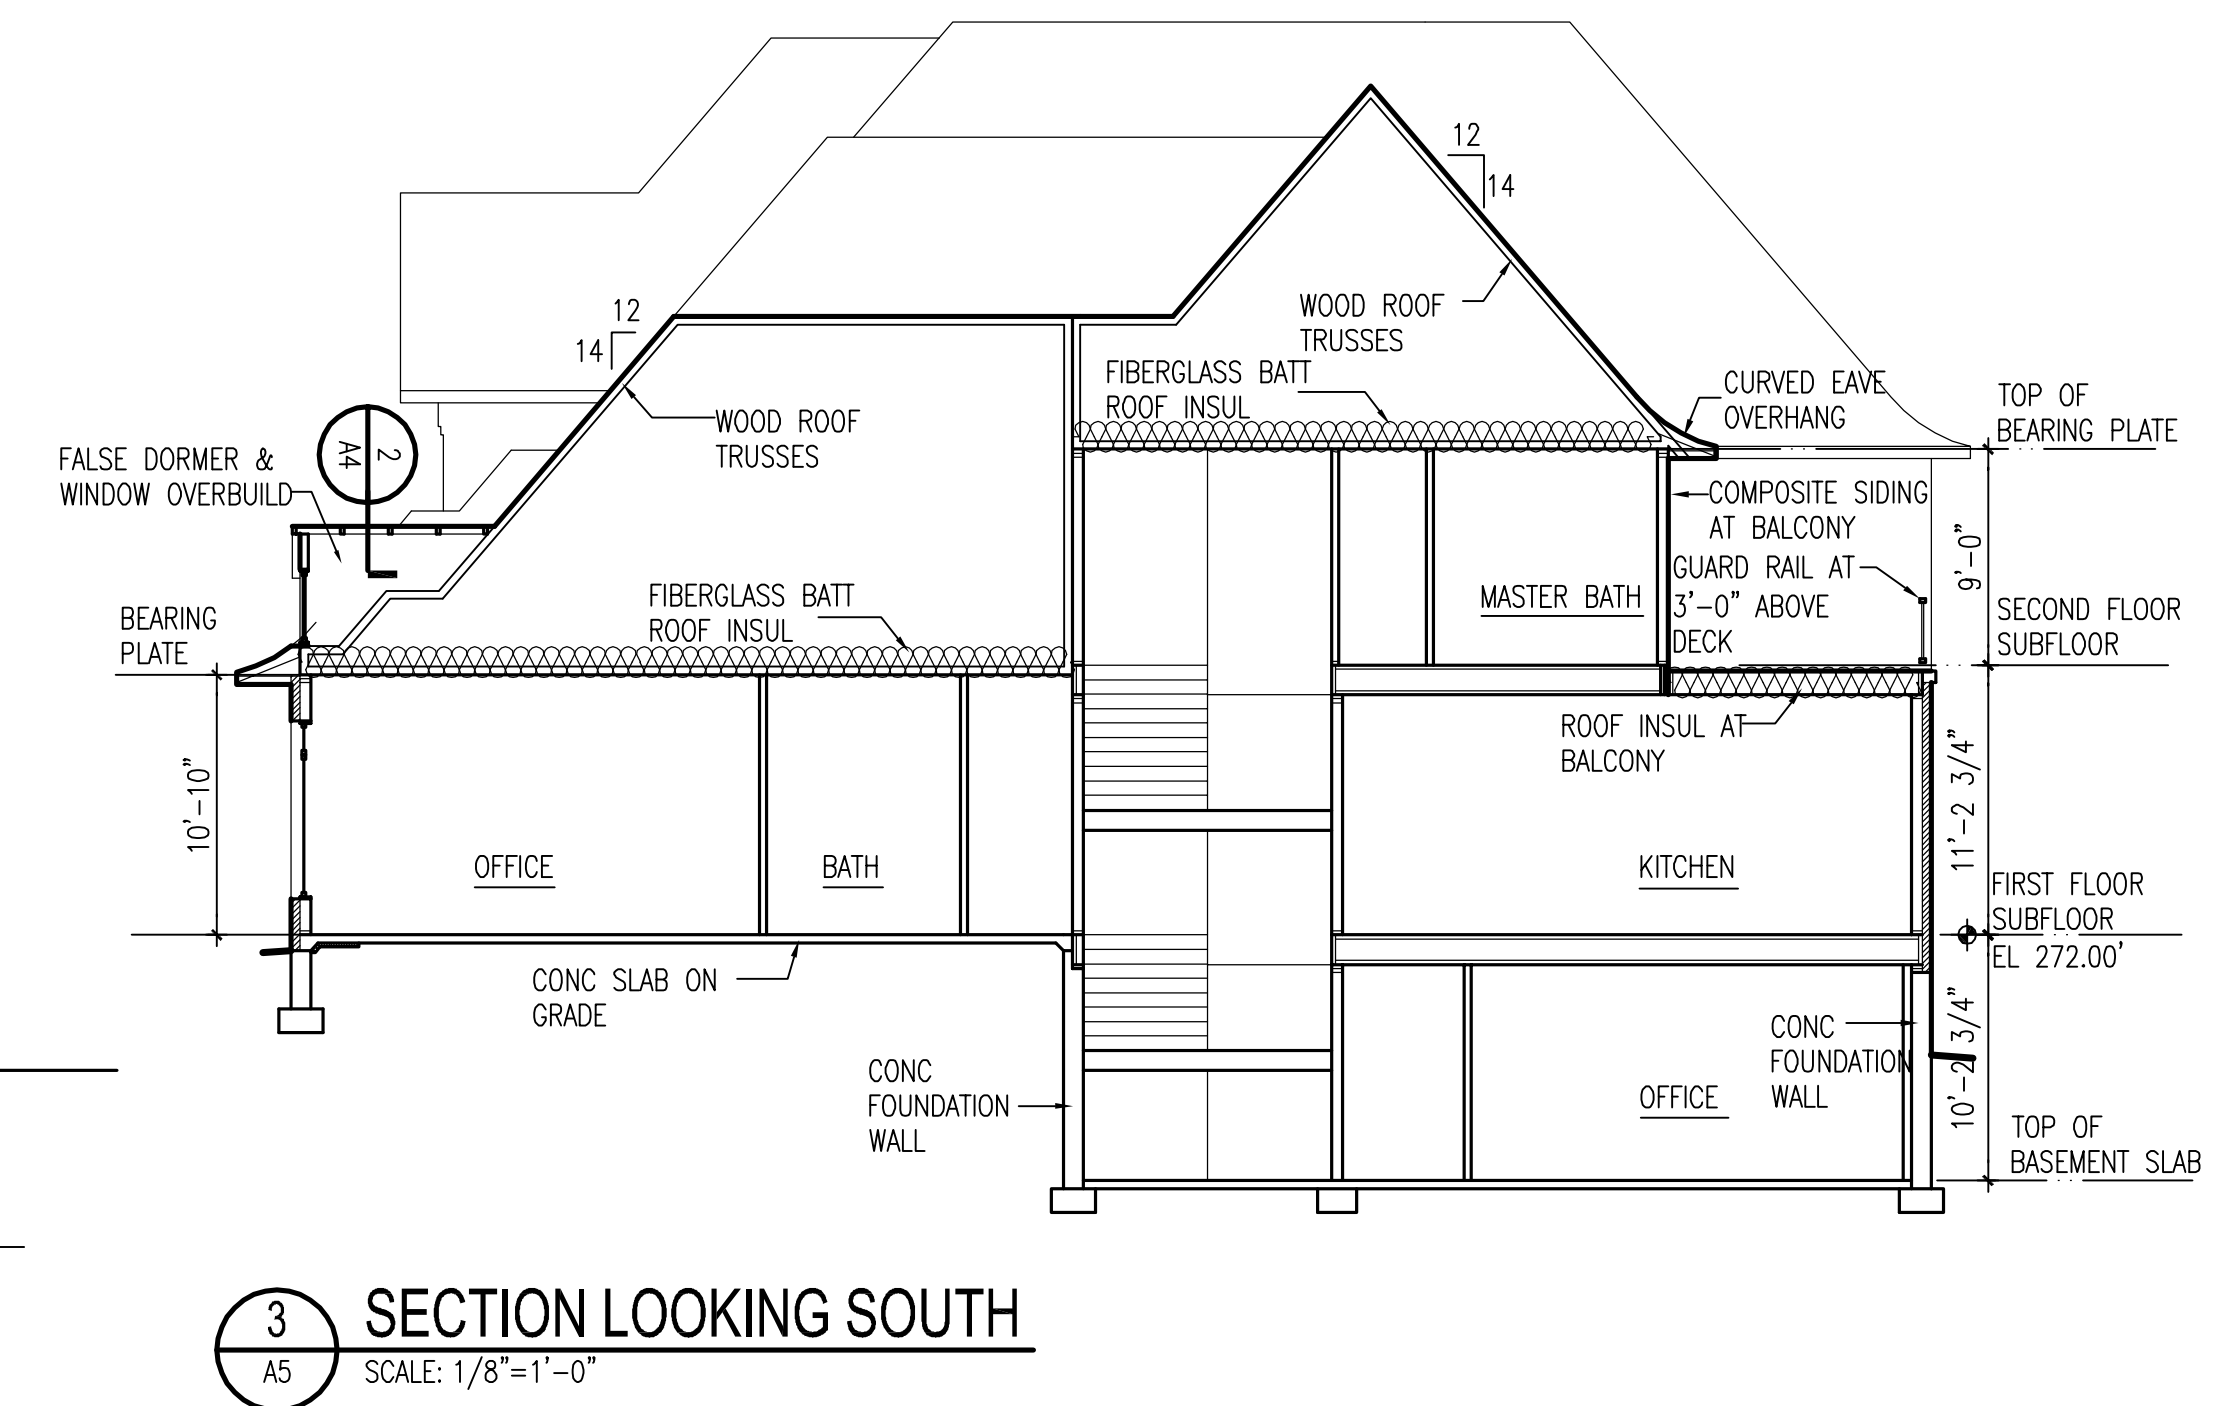 12
14
12
14
WOOD ROOF
TRUSSES
FIBERGLASS BATT
ROOF INSUL
CURVED EAVE
OVERHANG
TOP OF
BEARING PLATE
WOOD ROOF
TRUSSES
2
A4
FALSE DORMER &
WINDOW OVERBUILD
COMPOSITE SIDING
AT BALCONY
9'-0"
GUARD RAIL AT
3'-0" ABOVE
DECK
MASTER BATH
SECOND FLOOR
SUBFLOOR
BEARING
PLATE
FIBERGLASS BATT
ROOF INSUL
ROOF INSUL AT
BALCONY
10'-10"
11'-2 3/4"
OFFICE
BATH
KITCHEN
FIRST FLOOR
SUBFLOOR
EL 272.00'
CONC SLAB ON
GRADE
CONC
FOUNDATION
WALL
CONC
FOUNDATION
WALL
10'-2 3/4"
OFFICE
TOP OF
BASEMENT SLAB
3
A5
SECTION LOOKING SOUTH
SCALE: 1/8"=1'-0"